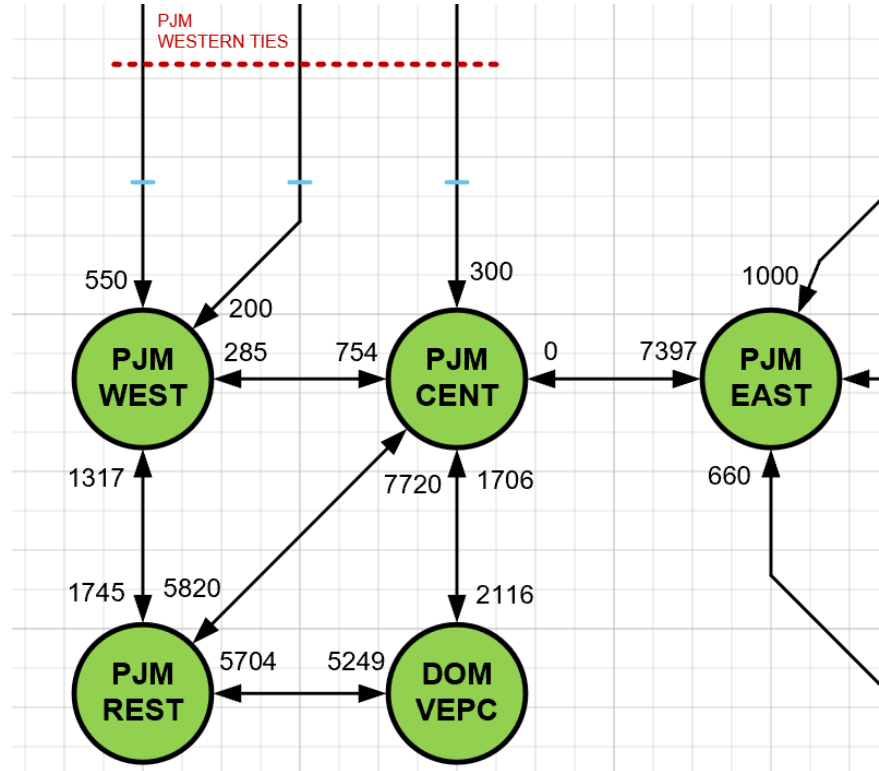 PJM
WESTERN TIES
550
200
300
1000
PJM
WEST
285
754
PJM
CENT
0
7397
PJM
EAST
1317
7720
1706
660
1745
5820
2116
PJM
REST
5704
5249
DOM
VEPC